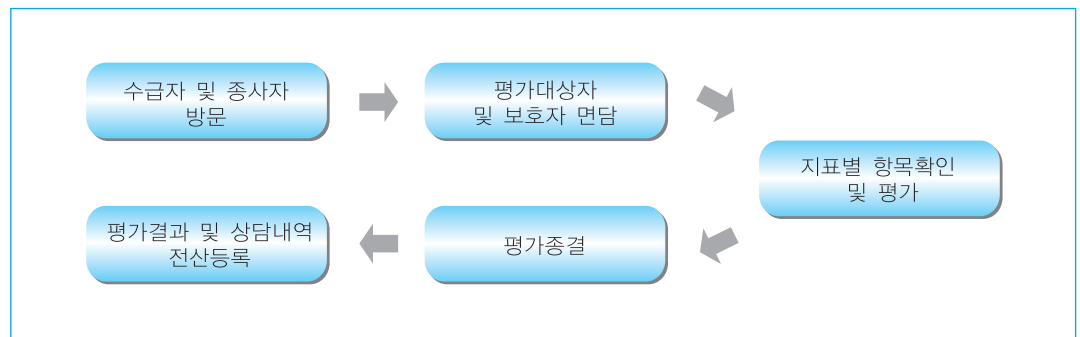 수급자 및 종사자
방문
평가대상자
및 보호자 면담
지표별 항목확인
및 평가
평가종결
평가결과 및 상담내역
전산등록